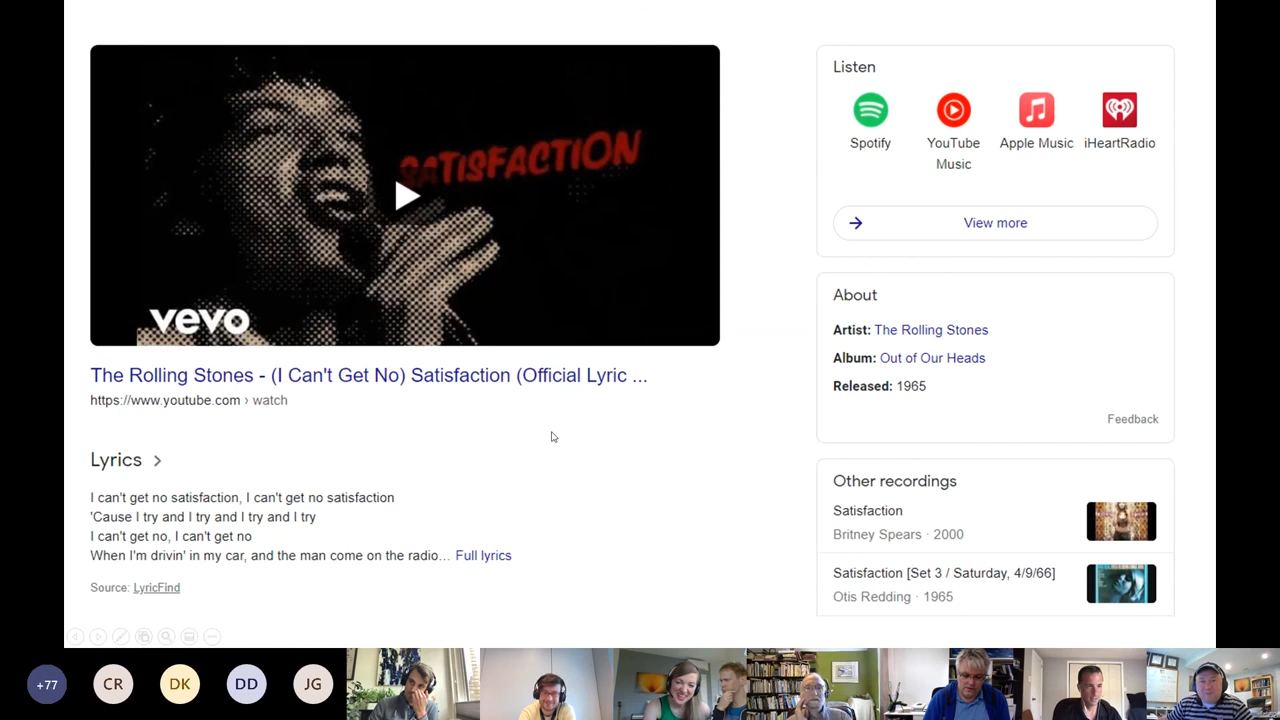 SATISFACTION
vevo
The Rolling Stones - (I Can't Get No) Satisfaction (Official Lyric ...
https://www.youtube.com › watch
Lyrics
I can't get no satisfaction, I can't get no satisfaction
'Cause I try and I try and I try and I try
I can't get no, I can't get no
When I'm drivin' in my car, and the man come on the radio... Full lyrics
Source: LyricFind
Listen
Spotify
YouTube Music
Apple Music
iHeartRadio
View more
About
Artist: The Rolling Stones
Album: Out of Our Heads
Released: 1965
Feedback
Other recordings
Satisfaction
Britney Spears · 2000
Satisfaction [Set 3 / Saturday, 4/9/66]
Otis Redding · 1965
+77
CR
DK
DD
JG